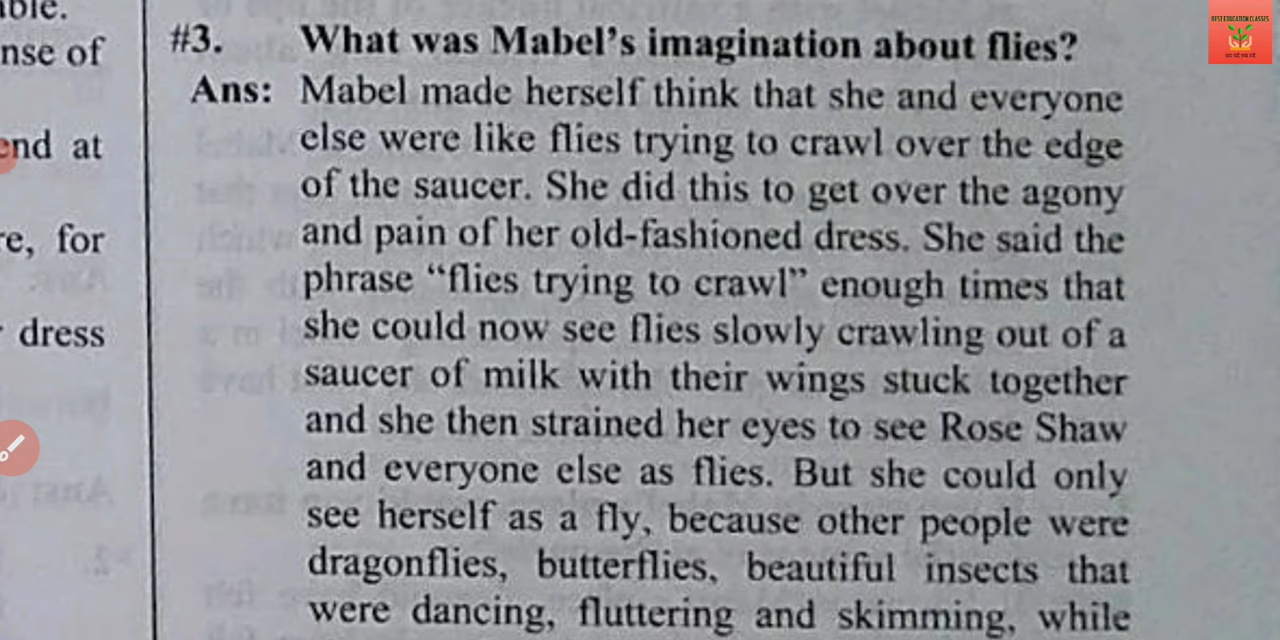 nse of
end at
re, for
dress
#3. What was Mabel's imagination about flies?
Ans: Mabel made herself think that she and everyone
else were like flies trying to crawl over the edge
of the saucer. She did this to get over the agony
and pain of her old-fashioned dress. She said the
phrase “flies trying to crawl” enough times that
she could now see flies slowly crawling out of a
saucer of milk with their wings stuck together
and she then strained her eyes to see Rose Shaw
and everyone else as flies. But she could only
see herself as a fly, because other people were
dragonflies, butterflies, beautiful insects that
were dancing, fluttering and skimming, while
BEST EDUCATION CLASSES